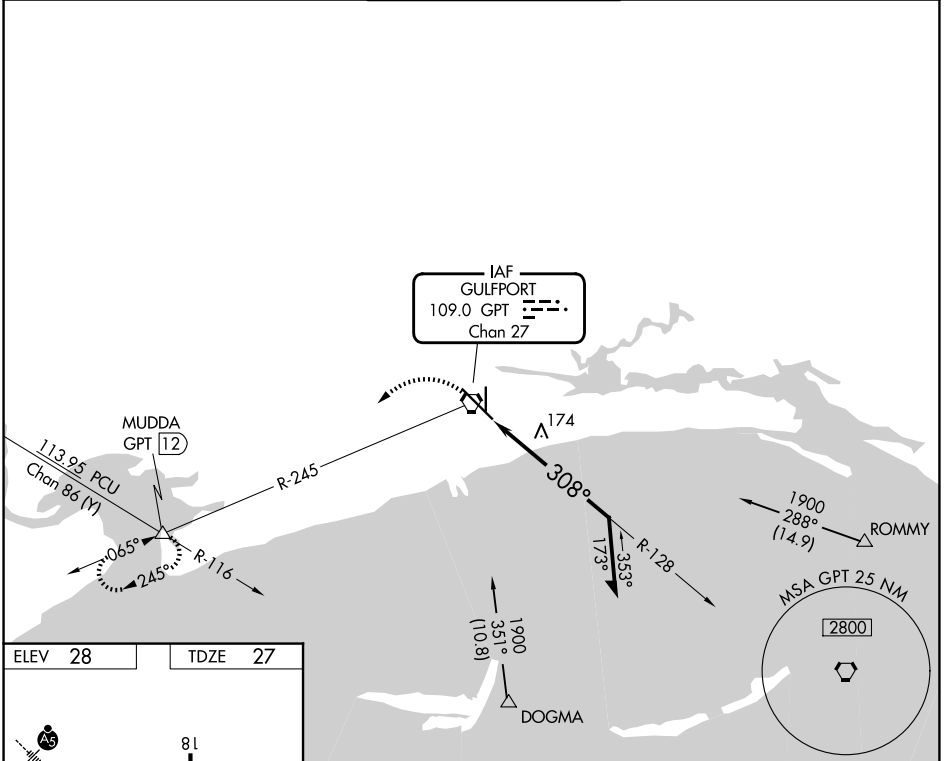 IAF
GULFPORT
109.0 GPT
Chan 27
174
MUDDA
GPT 12
113.95 PCU
Chan 86 (Y)
R-245
308°
1900
288°
(14.9)
ROMMY
065°
245°
R-116
173°
353°
R-128
MSA GPT 25 NM
2800
1900
351°
(10.8)
DOGMA
ELEV 28
TDZE 27
A5
18